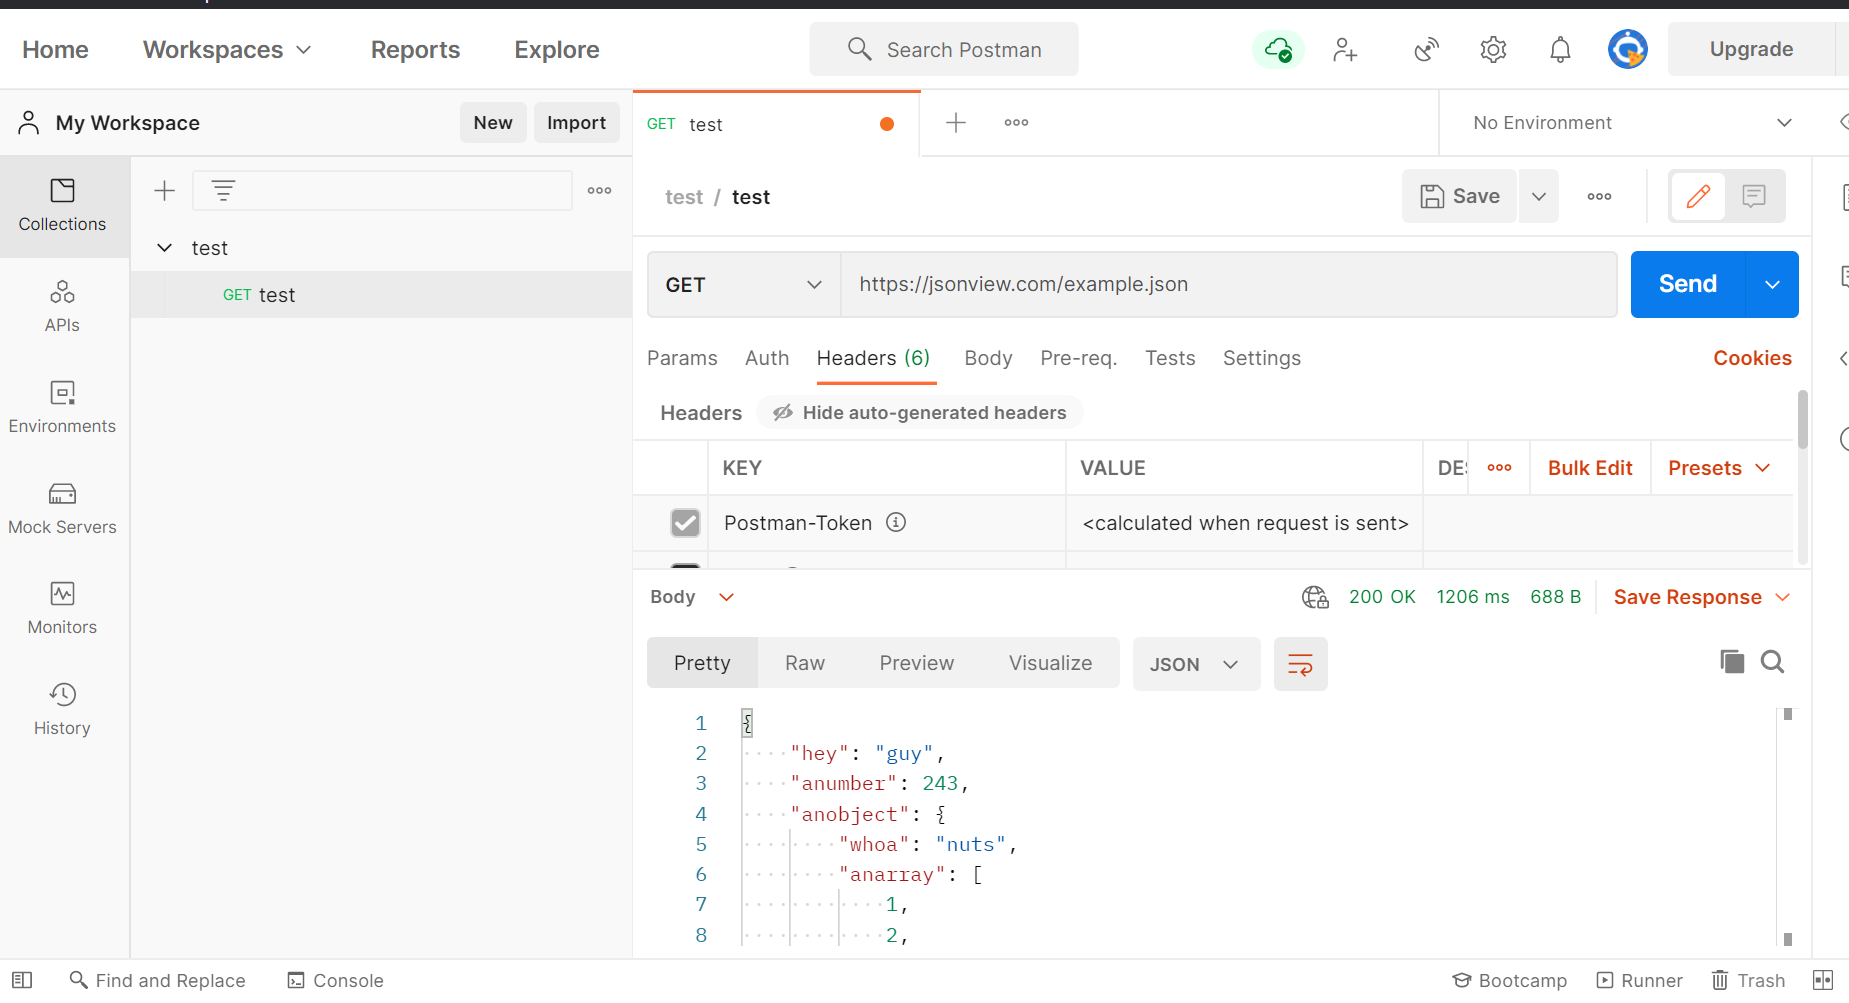 Home Workspaces Reports Explore Search Postman Upgrade
My Workspace New Import GET test No Environment
Collections
test / test Save
test
GET test
GET https://jsonview.com/example.json Send
APIs
Params Auth Headers (6) Body Pre-req. Tests Settings Cookies
Environments
Headers Hide auto-generated headers
KEY VALUE DES Bulk Edit Presets
Mock Servers
Postman-Token <calculated when request is sent>
Monitors
Body 200 OK 1206 ms 688 B Save Response
History
Pretty Raw Preview Visualize JSON
1 {
2 "hey": "guy",
3 "anumber": 243,
4 "anobject": {
5 "whoa": "nuts",
6 "anarray": [
7 1,
8 2,
Find and Replace Console Bootcamp Runner Trash